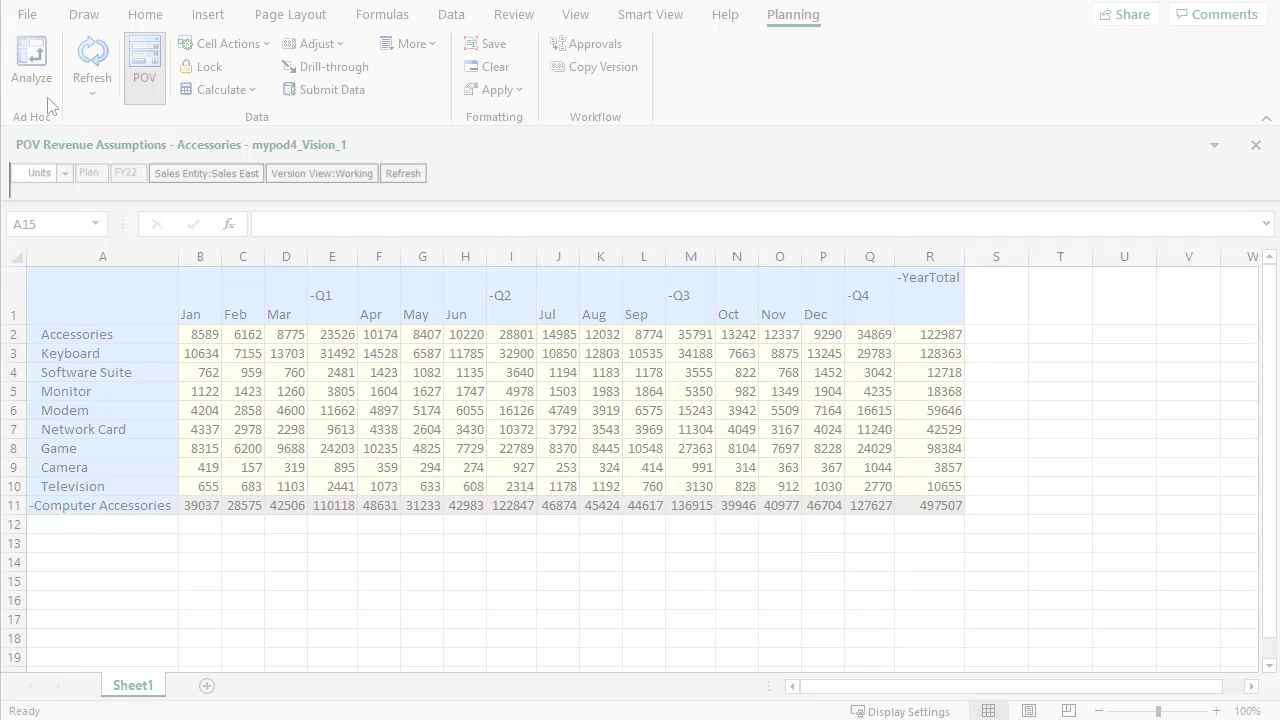 File Draw Home Insert Page Layout Formulas Data Review View Smart View Help Planning Share Comments
Cell Actions Adjust More Save Approvals
Lock Drill-through Clear Copy Version
Analyze Refresh POV
Calculate Submit Data Apply
Ad Hoc Data Formatting Workflow
POV Revenue Assumptions - Accessories - mypod4_Vision_1
Units Plan FY22 Sales Entity:Sales East Version View:Working Refresh
A15 fx
A B C D E F G H I J K L M N O P Q R S T U V W
-YearTotal
-Q1 -Q2 -Q3 -Q4
1 Jan Feb Mar Apr May Jun Jul Aug Sep Oct Nov Dec
2 Accessories 8589 6162 8775 23526 10174 8407 10220 28801 14985 12032 8774 35791 13242 12337 9290 34869 122987
3 Keyboard 10634 7155 13703 31492 14528 6587 11785 32900 10850 12803 10535 34188 7663 8875 13245 29783 128363
4 Software Suite 762 959 760 2481 1423 1082 1135 3640 1194 1183 1178 3555 822 768 1452 3042 12718
5 Monitor 1122 1423 1260 3805 1604 1627 1747 4978 1503 1983 1864 5350 982 1349 1904 4235 18368
6 Modem 4204 2858 4600 11662 4897 5174 6055 16126 4749 3919 6575 15243 3942 5509 7164 16615 59646
7 Network Card 4337 2978 2298 9613 4338 2604 3430 10372 3792 3543 3969 11304 4049 3167 4024 11240 42529
8 Game 8315 6200 9688 24203 10235 4825 7729 22789 8370 8445 10548 27363 8104 7697 8228 24029 98384
9 Camera 419 157 319 895 359 294 274 927 253 324 414 991 314 363 367 1044 3857
10 Television 655 683 1103 2441 1073 633 608 2314 1178 1192 760 3130 828 912 1030 2770 10655
11 -Computer Accessories 39037 28575 42506 110118 48631 31233 42983 122847 46874 45424 44617 136915 39946 40977 46704 127627 497507
12
13
14
15
16
17
18
19
Sheet1
Ready Display Settings 100%